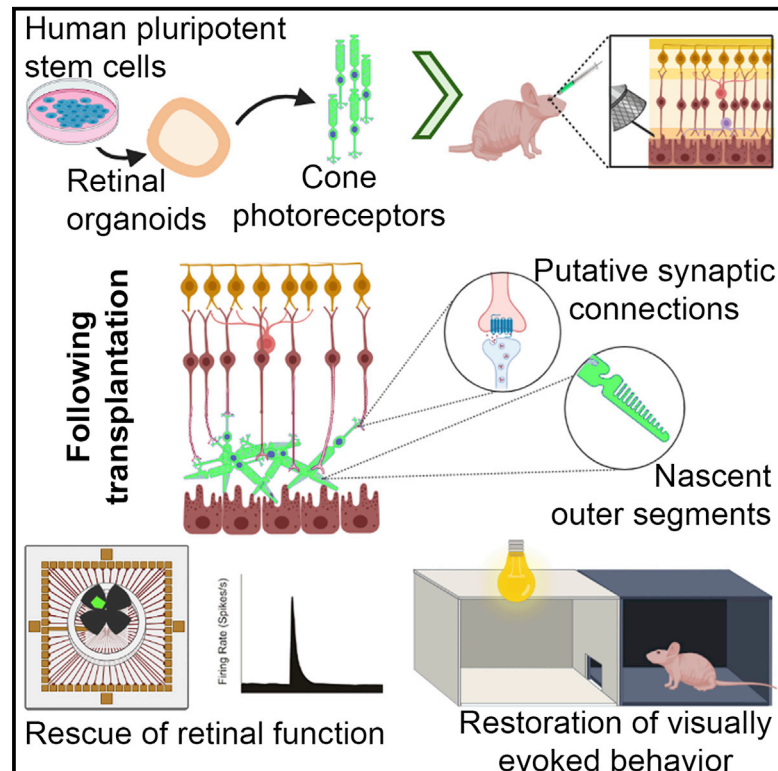 Human pluripotent
stem cells
Retinal
organoids
Cone
photoreceptors
Following
transplantation
Putative synaptic
connections
Nascent
outer segments
Firing Rate (Spikes/s)
Rescue of retinal function
Restoration of visually
evoked behavior